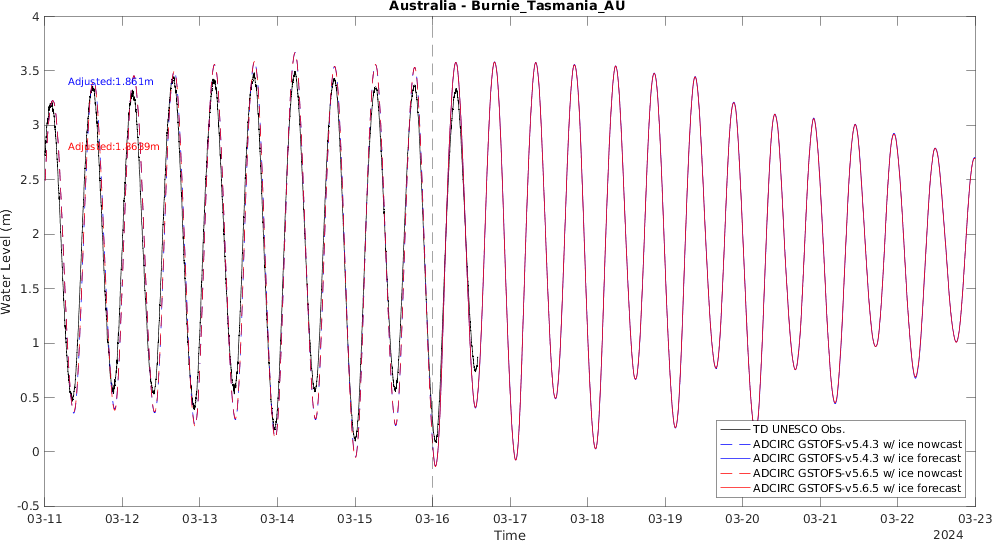 Australia - Burnie_Tasmania_AU
4
3.5
3
2.5
2
1.5
1
0.5
0
-0.5
Water Level (m)
Adjusted:1.861m
Adjusted:1.8639m
TD UNESCO Obs.
ADCIRC GSTOFS-v5.4.3 w/ ice nowcast
ADCIRC GSTOFS-v5.4.3 w/ ice forecast
ADCIRC GSTOFS-v5.6.5 w/ ice nowcast
ADCIRC GSTOFS-v5.6.5 w/ ice forecast
03-11 03-12 03-13 03-14 03-15 03-16 03-17 03-18 03-19 03-20 03-21 03-22 03-23
Time
2024